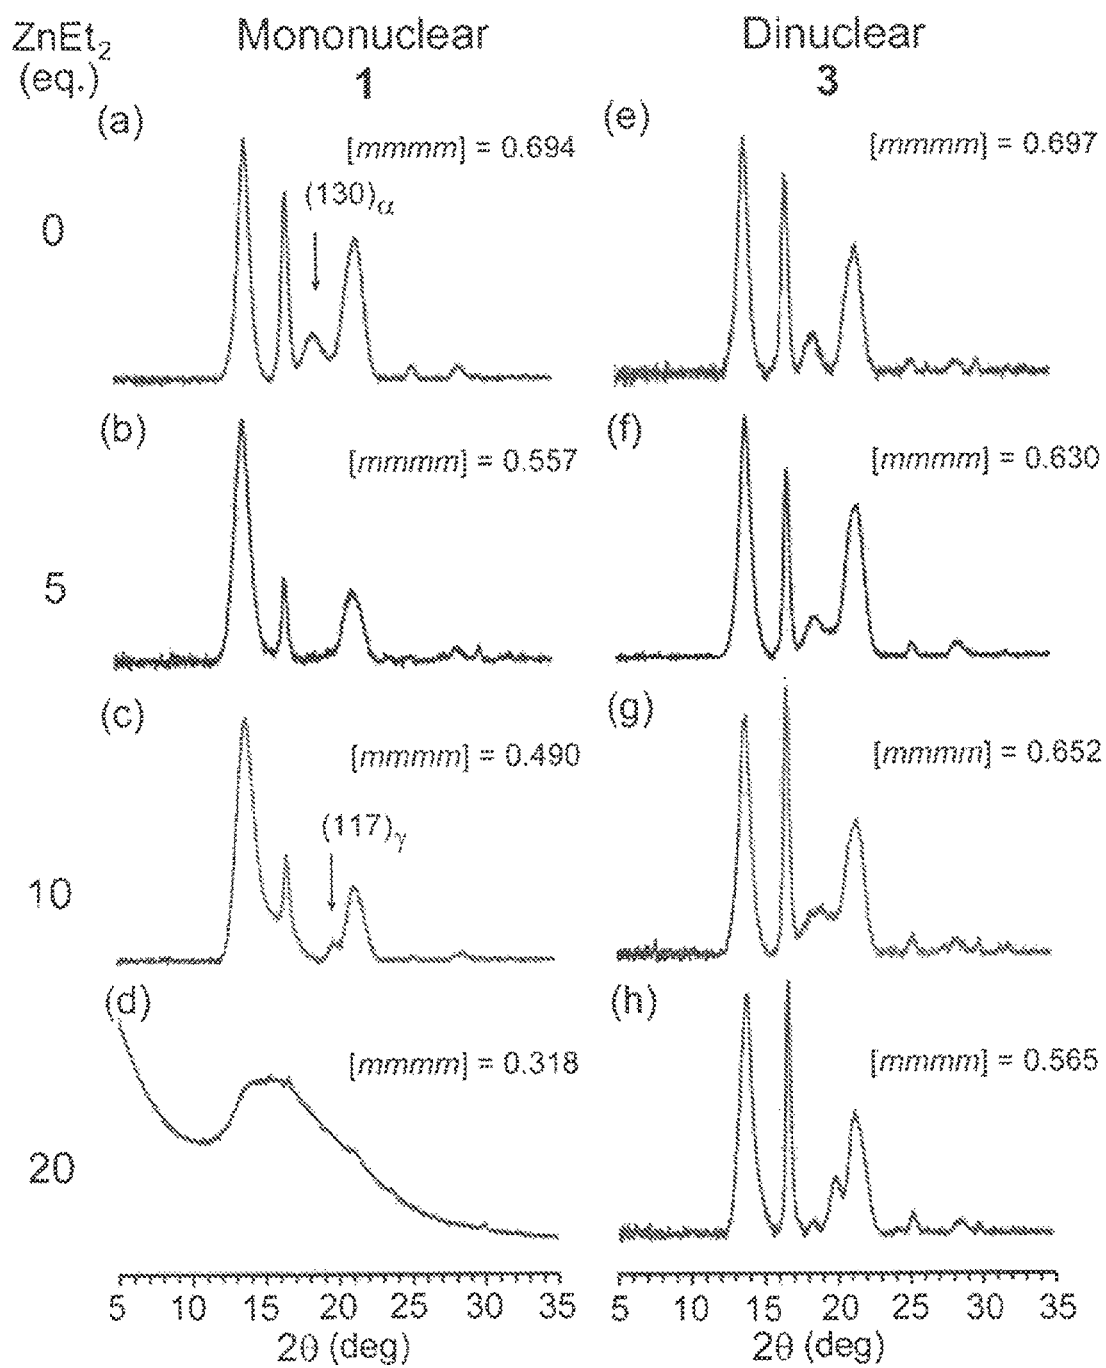 ZnEt2
(eq.)
Mononuclear
1
Dinuclear
3
0
(a)
[mmmm] = 0.694
(130)α
(e)
[mmmm] = 0.697
5
(b)
[mmmm] = 0.557
(f)
[mmmm] = 0.630
10
(c)
[mmmm] = 0.490
(117)γ
(g)
[mmmm] = 0.652
20
(d)
[mmmm] = 0.318
(h)
[mmmm] = 0.565
5 10 15 20 25 30 35
2θ (deg)
5 10 15 20 25 30 35
2θ (deg)